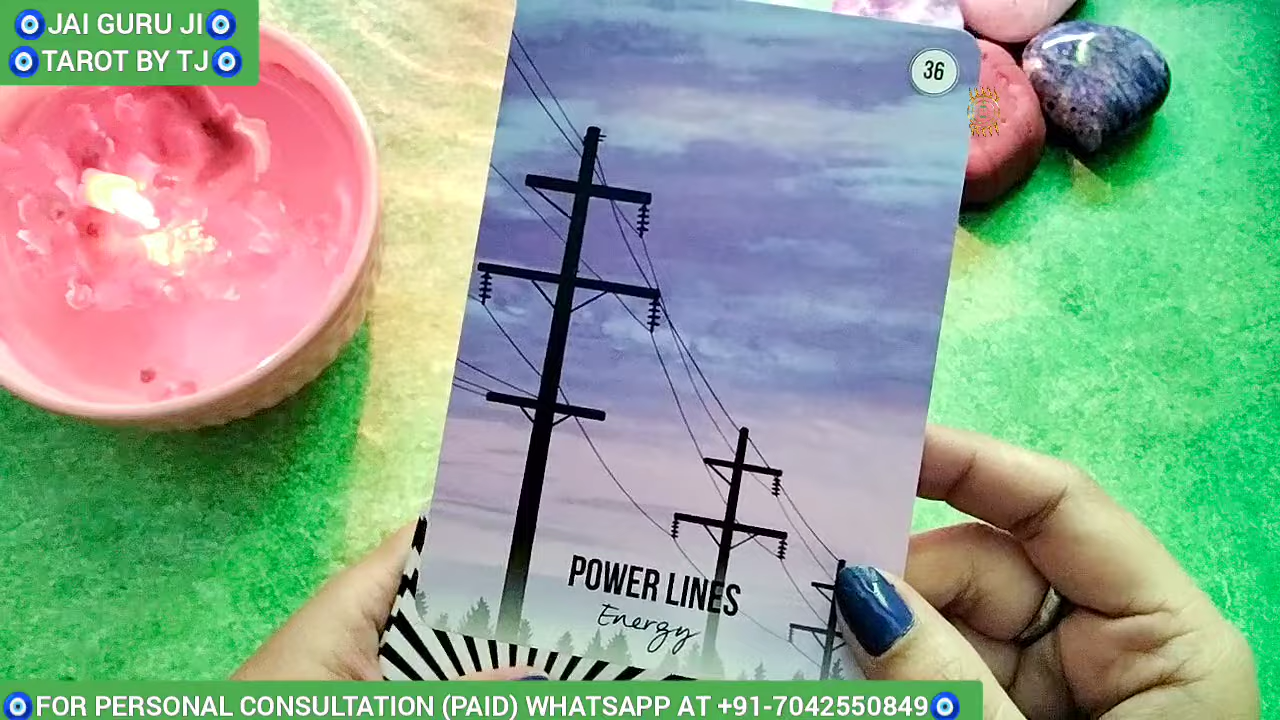 🧿JAI GURU JI🧿
🧿TAROT BY TJ🧿
36
POWER LINES
Energy
🧿FOR PERSONAL CONSULTATION (PAID) WHATSAPP AT +91-7042550849🧿